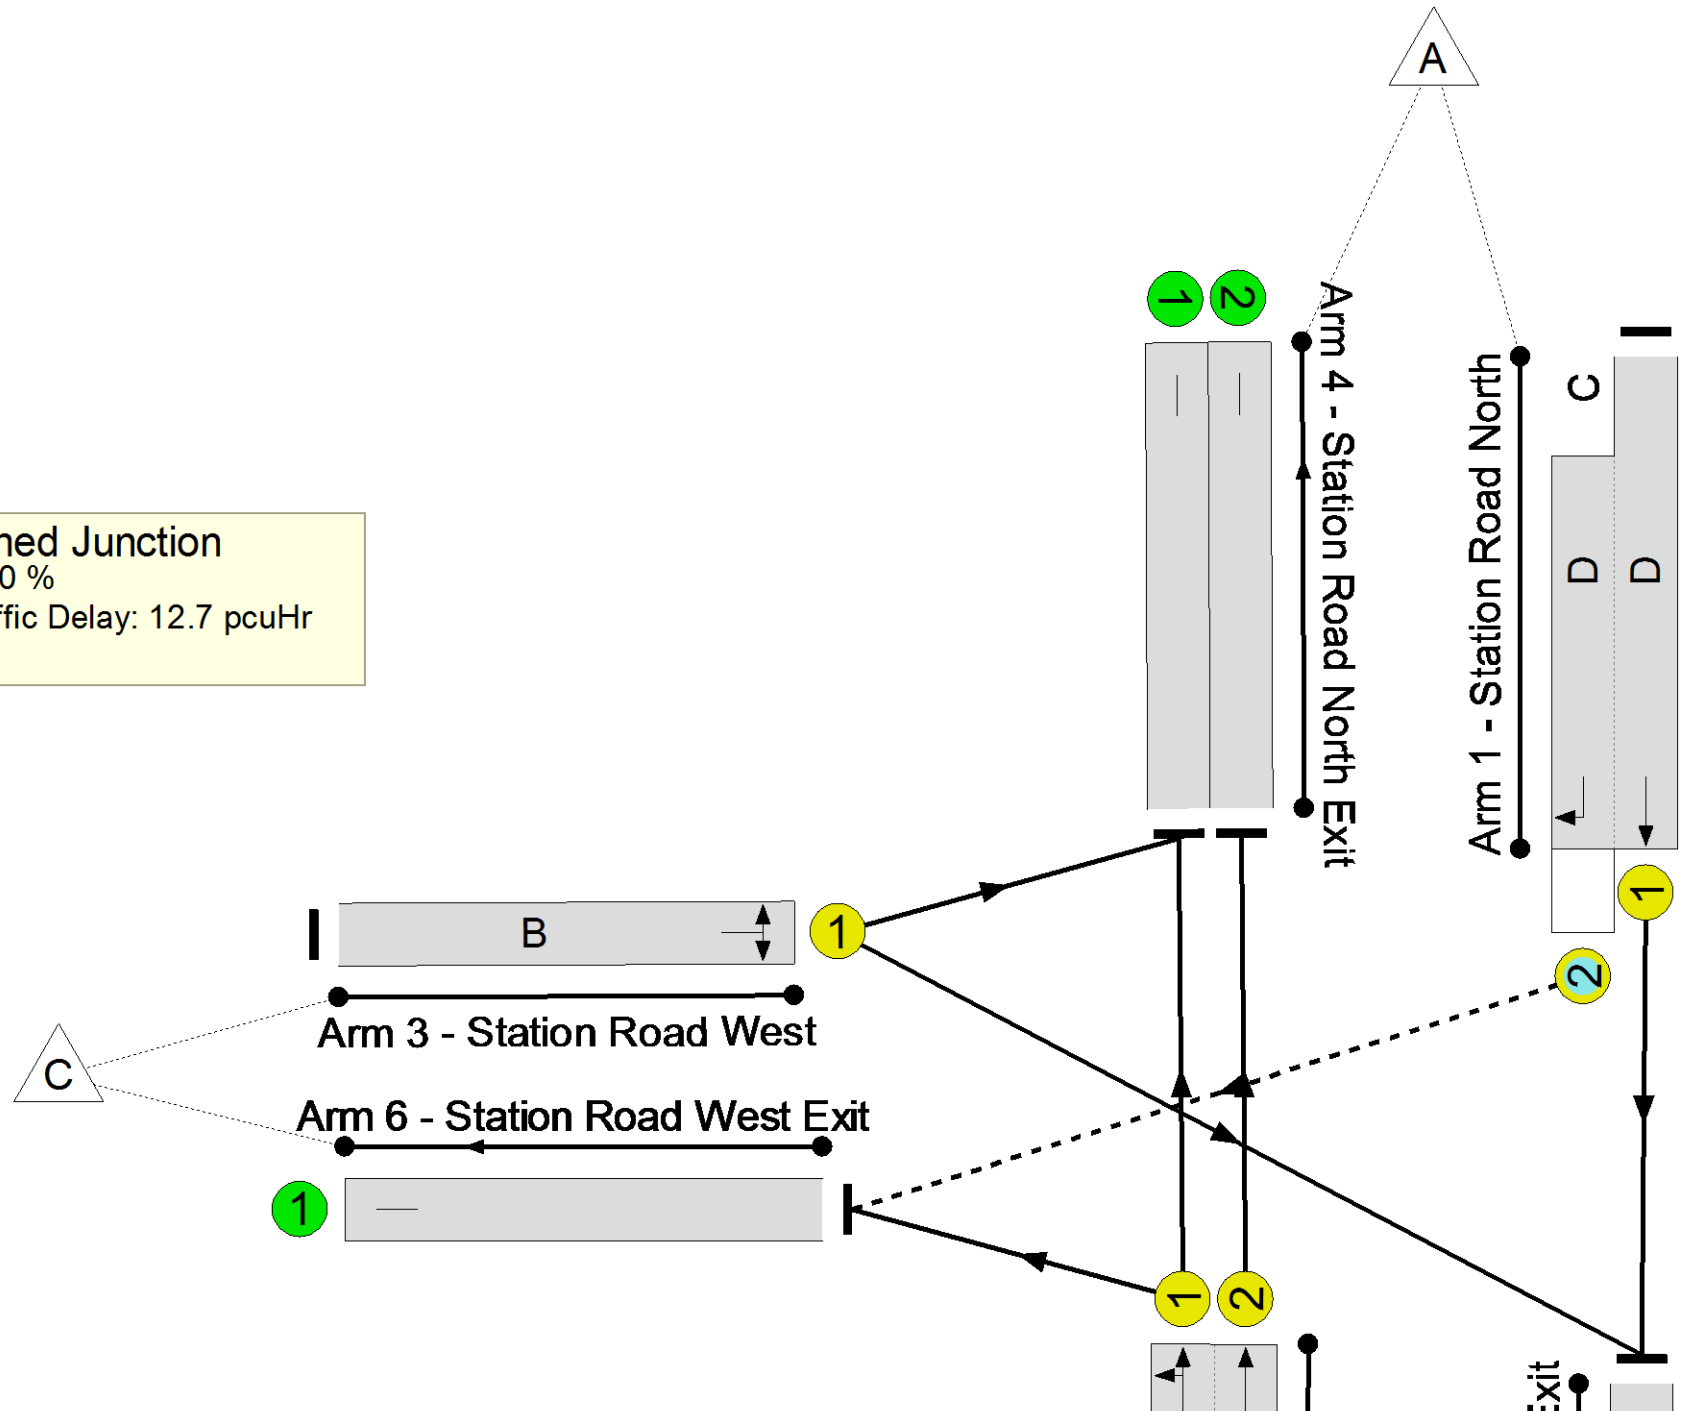 A
1
2
Arm 4 - Station Road North Exit
Arm 1 - Station Road North
C
D
D
ned Junction
0 %
ffic Delay: 12.7 pcuHr
B
1
1
2
Arm 3 - Station Road West
C
Arm 6 - Station Road West Exit
1
1
2
Exit